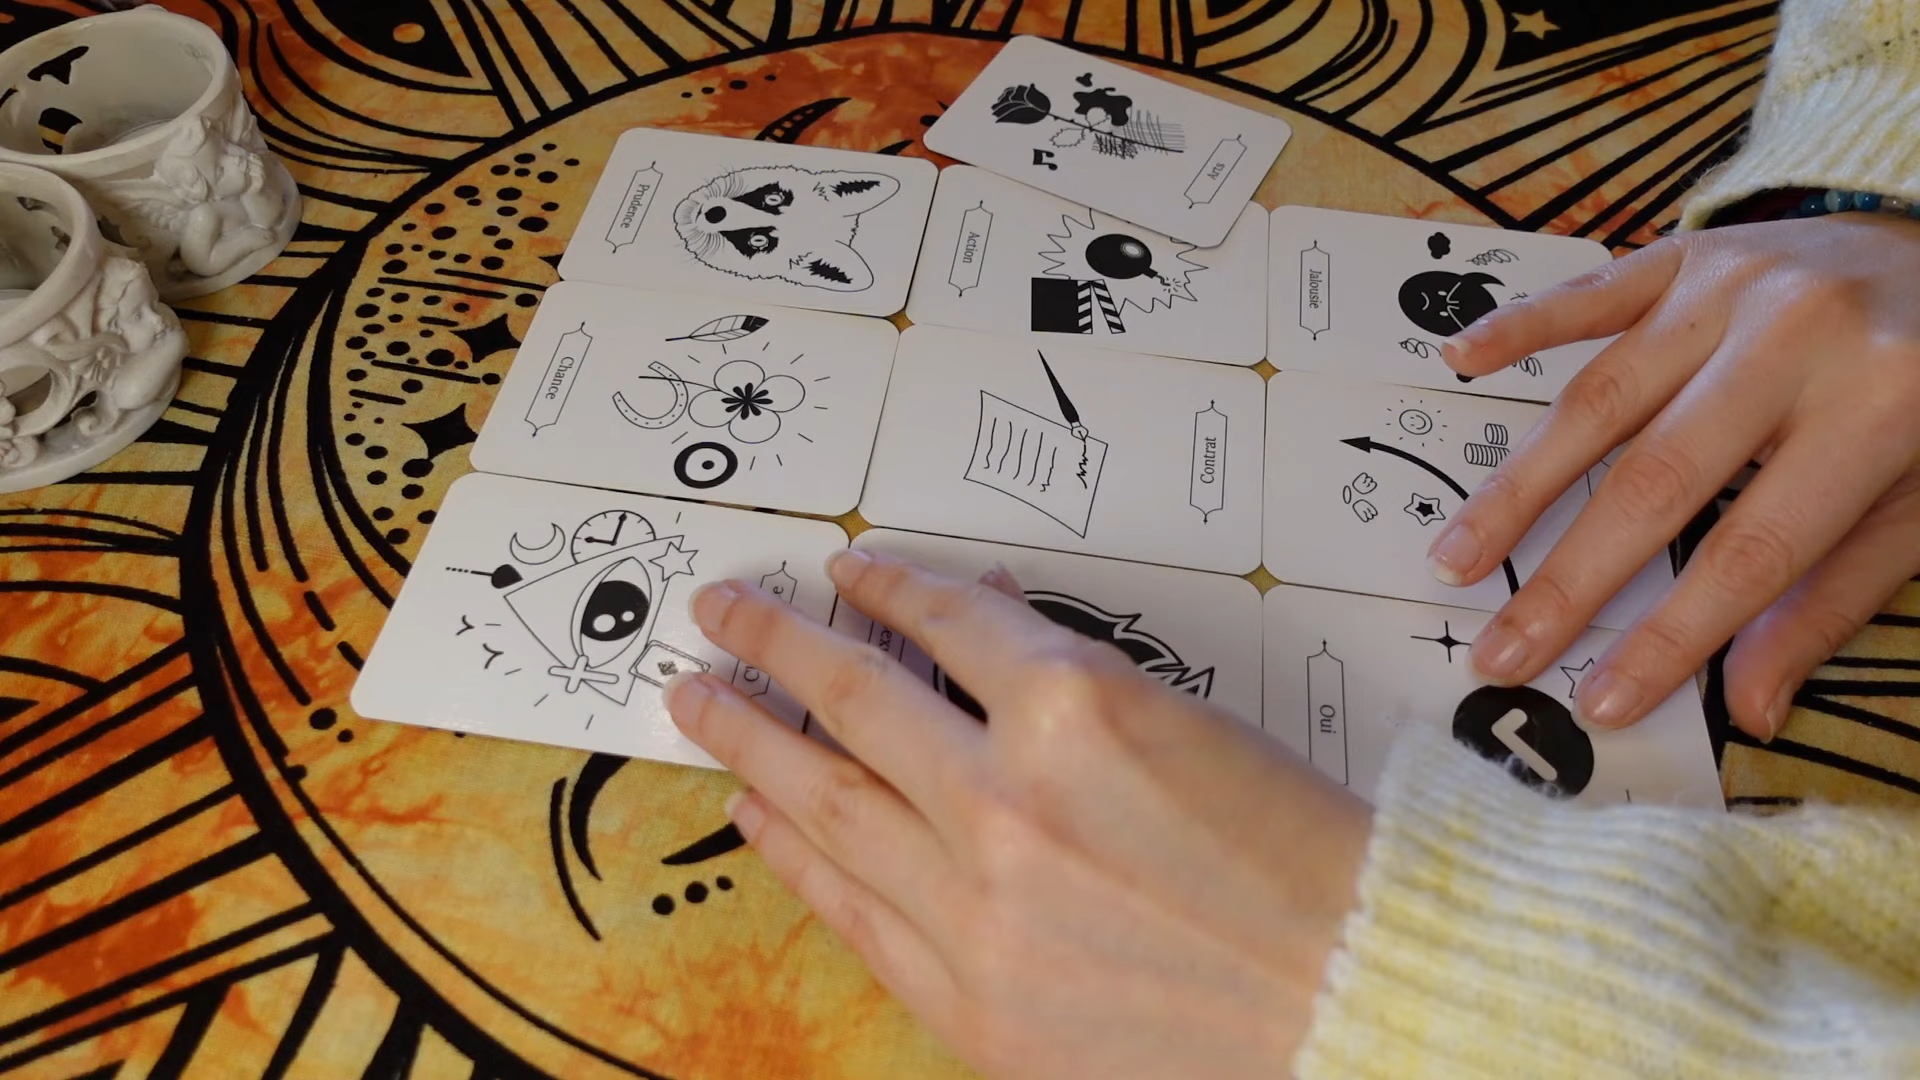 Arts
Prudence
Action
Jalousie
Chance
Contrat
Oui